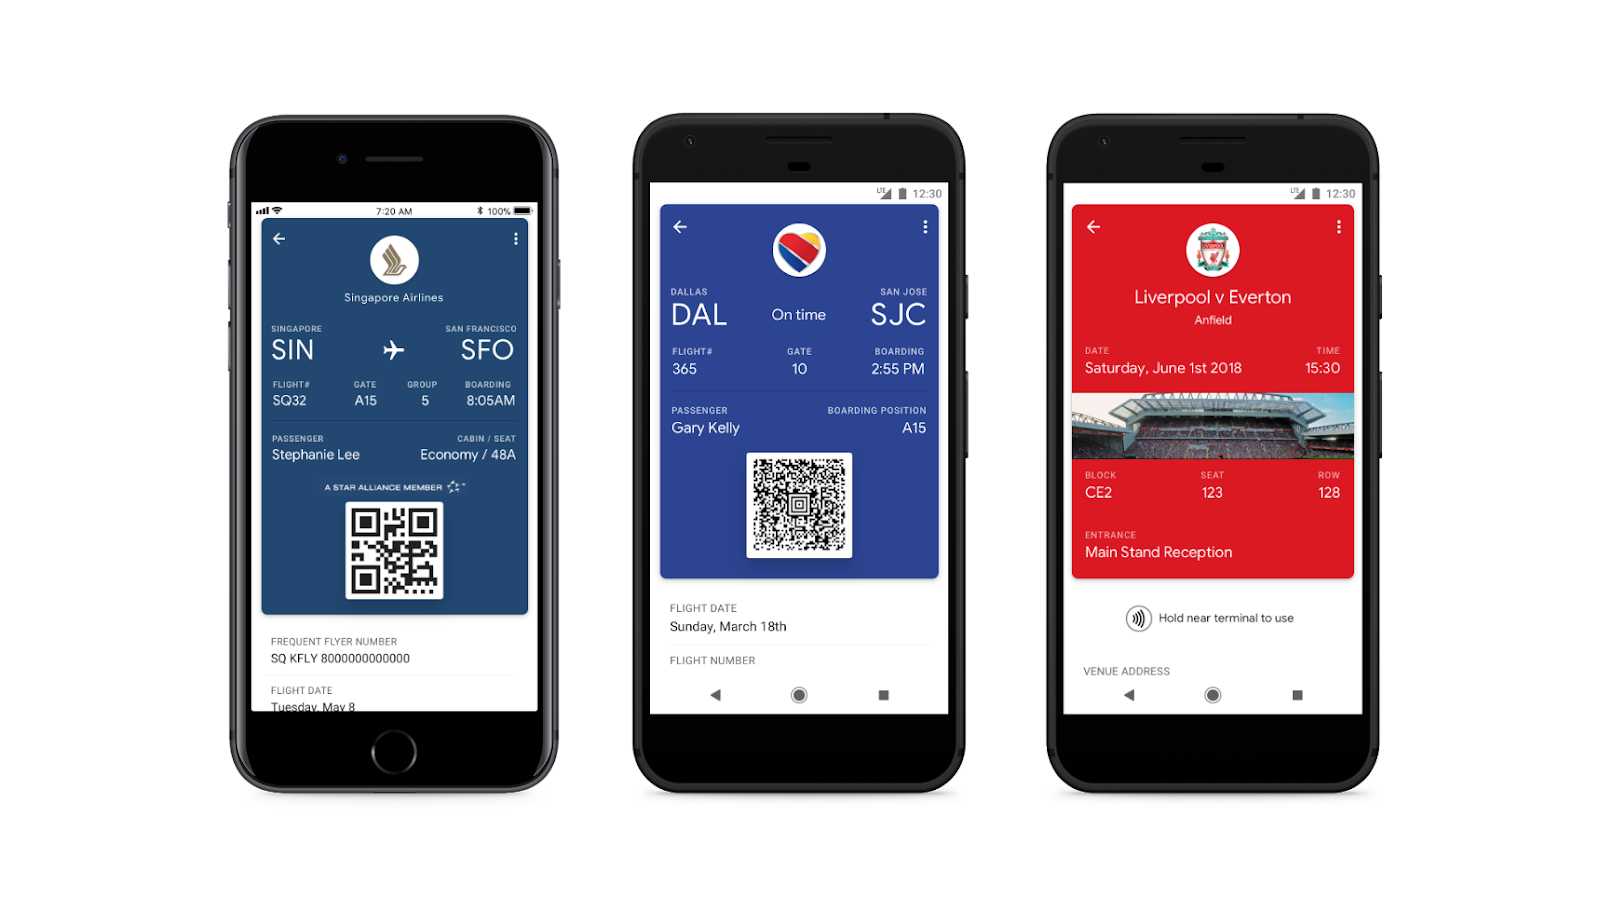 7:20 AM
100%
Singapore Airlines
SINGAPORE
SAN FRANCISCO
SIN
SFO
FLIGHT#
GATE
GROUP
BOARDING
SQ32
A15
5
8:05AM
PASSENGER
CABIN / SEAT
Stephanie Lee
Economy / 48A
A STAR ALLIANCE MEMBER
FREQUENT FLYER NUMBER
SQ KFLY 8000000000000
FLIGHT DATE
Tuesday, May 8
LTE
12:30
DALLAS
SAN JOSE
DAL
On time
SJC
FLIGHT#
GATE
BOARDING
365
10
2:55 PM
PASSENGER
BOARDING POSITION
Gary Kelly
A15
FLIGHT DATE
Sunday, March 18th
FLIGHT NUMBER
LTE
12:30
LIVERPOOL
Liverpool v Everton
Anfield
DATE
TIME
Saturday, June 1st 2018
15:30
BLOCK
SEAT
ROW
CE2
123
128
ENTRANCE
Main Stand Reception
Hold near terminal to use
VENUE ADDRESS